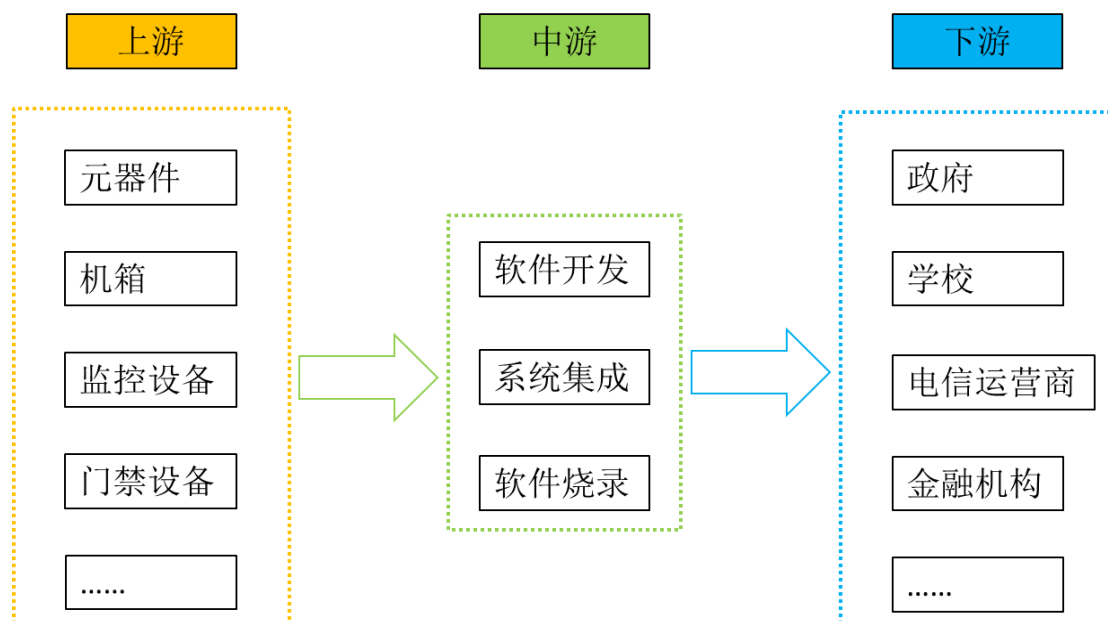 上游
中游
下游
元器件
机箱
监控设备
门禁设备
……
软件开发
系统集成
软件烧录
政府
学校
电信运营商
金融机构
……